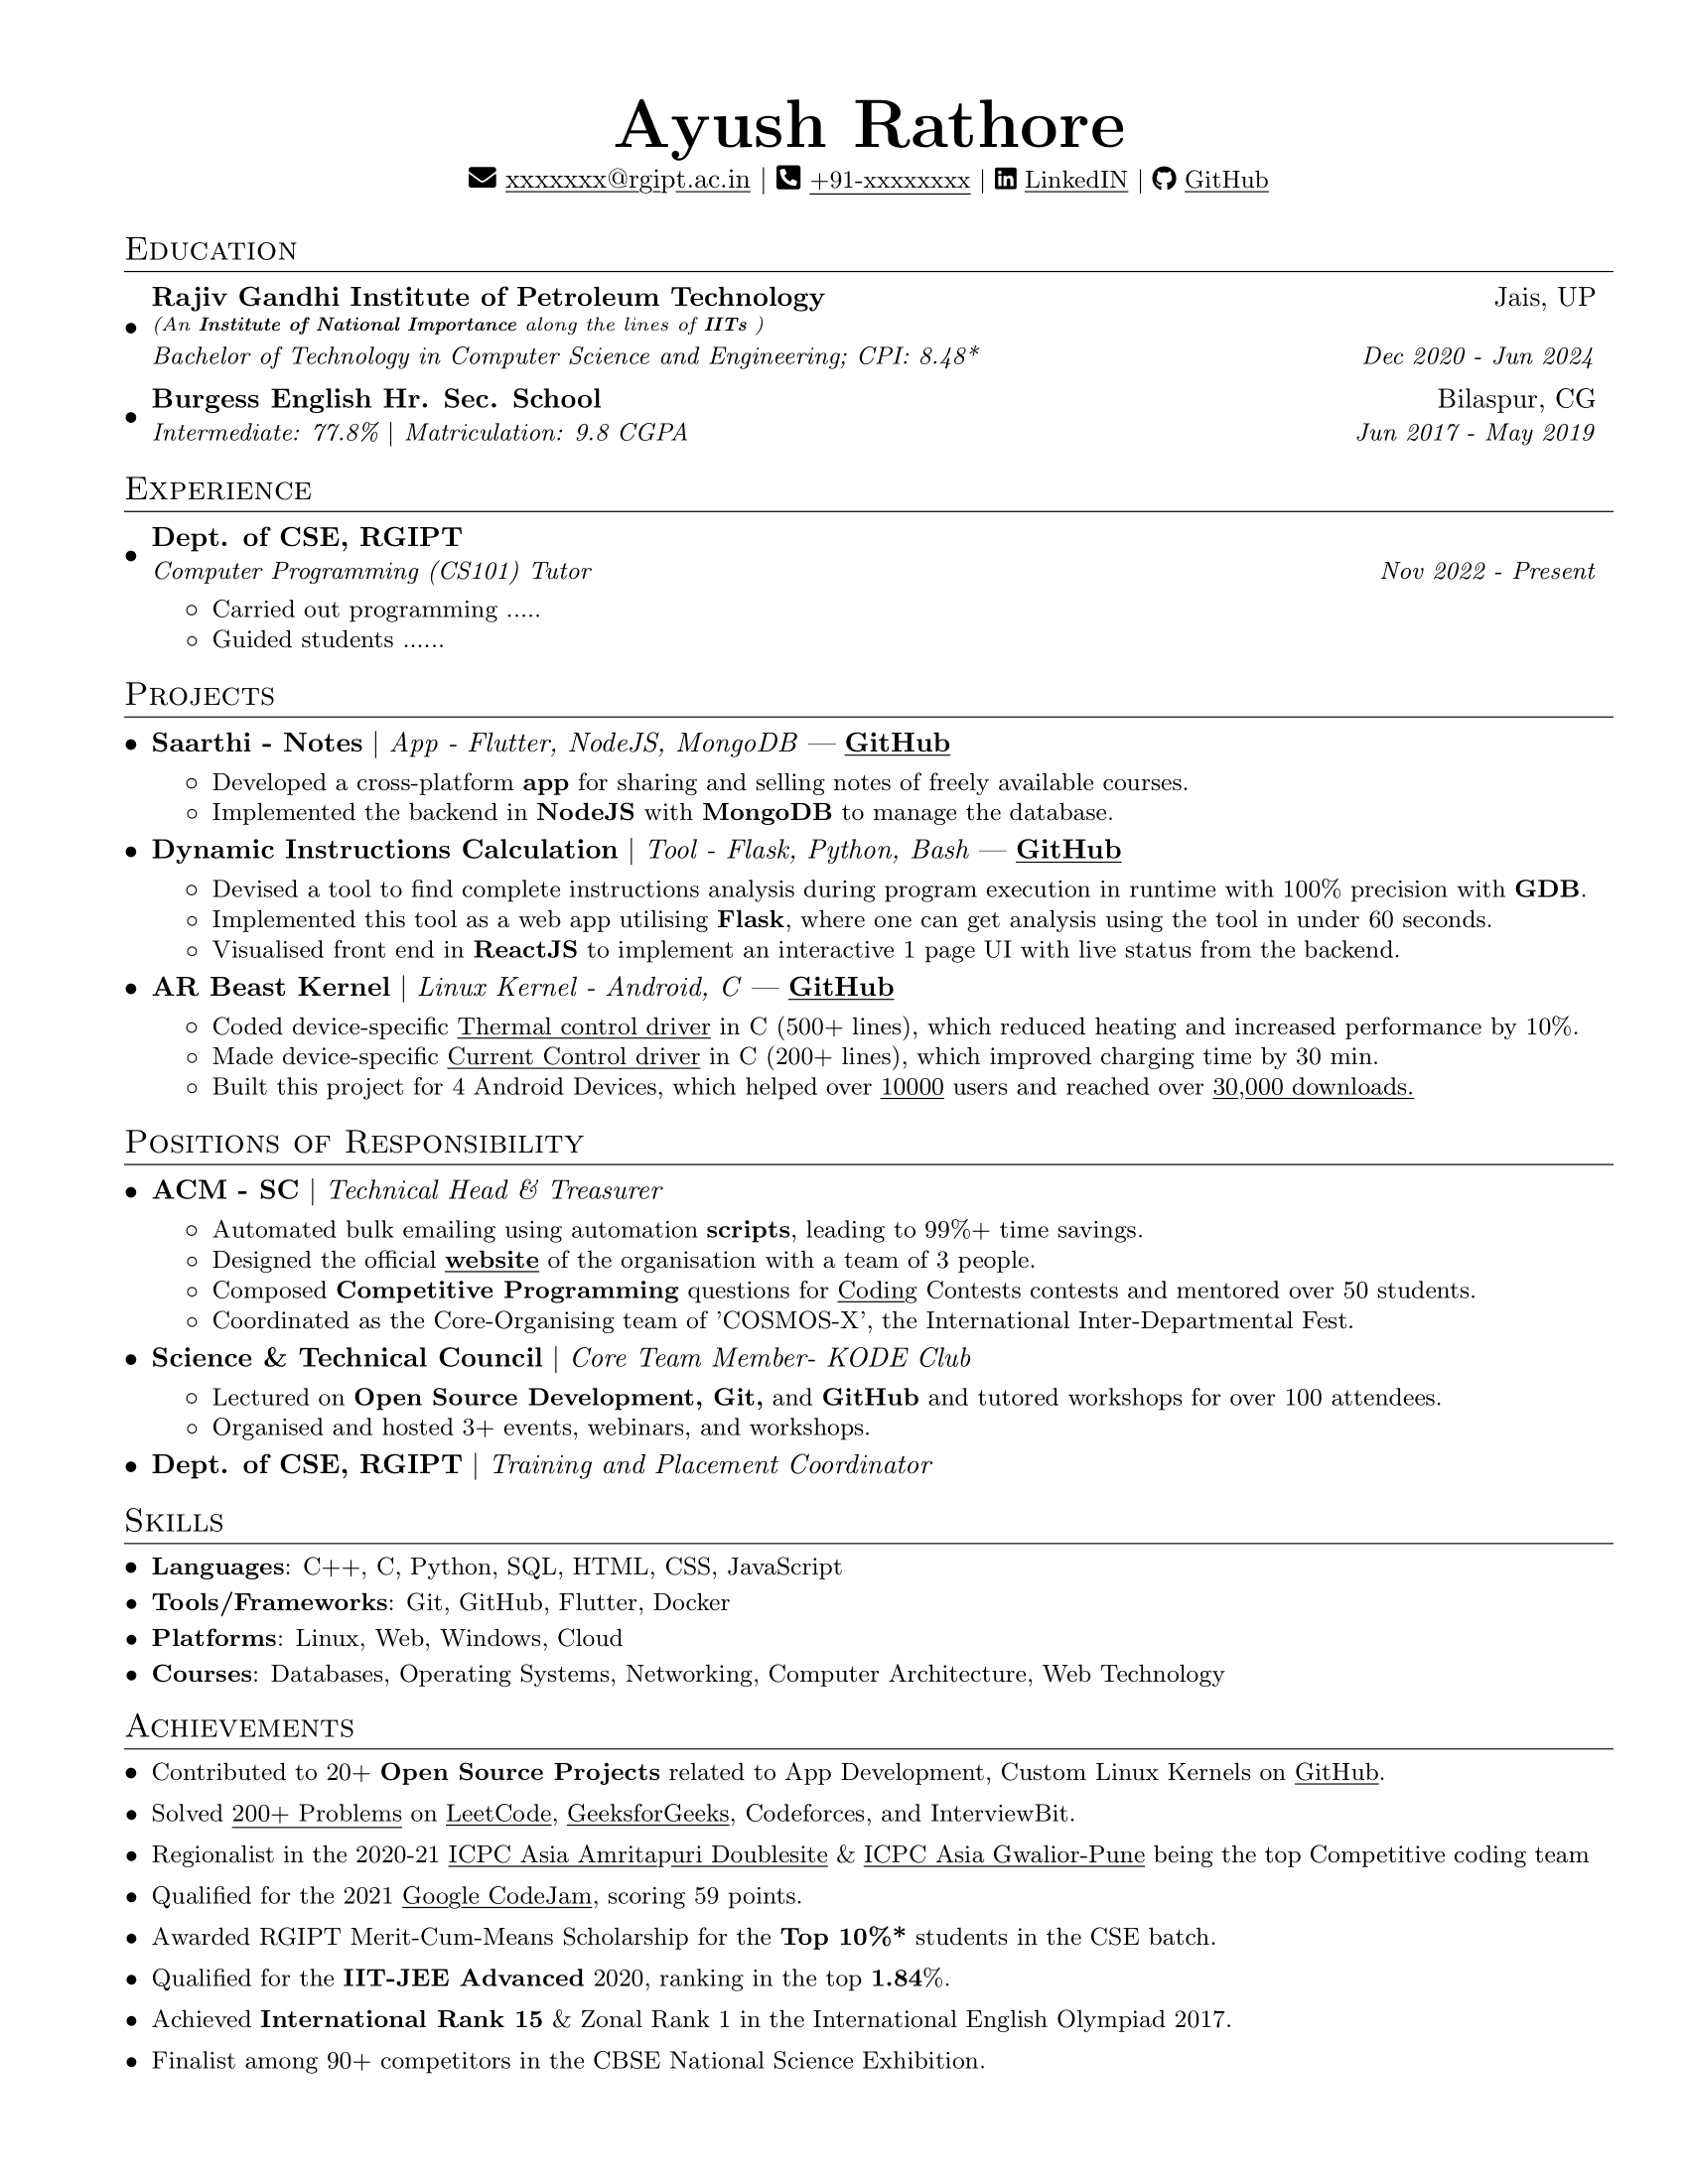 Ayush Rathore
xxxxxxx@rgipt.ac.in | +91-xxxxxxxx | LinkedIN | GitHub
Education
Rajiv Gandhi Institute of Petroleum Technology Jais, UP
(An Institute of National Importance along the lines of IITs )
Bachelor of Technology in Computer Science and Engineering; CPI: 8.48* Dec 2020 - Jun 2024
Burgess English Hr. Sec. School Bilaspur, CG
Intermediate: 77.8% | Matriculation: 9.8 CGPA Jun 2017 - May 2019
Experience
Dept. of CSE, RGIPT
Computer Programming (CS101) Tutor Nov 2022 - Present
Carried out programming .....
Guided students ......
Projects
Saarthi - Notes | App - Flutter, NodeJS, MongoDB — GitHub
Developed a cross-platform app for sharing and selling notes of freely available courses.
Implemented the backend in NodeJS with MongoDB to manage the database.
Dynamic Instructions Calculation | Tool - Flask, Python, Bash — GitHub
Devised a tool to find complete instructions analysis during program execution in runtime with 100% precision with GDB.
Implemented this tool as a web app utilising Flask, where one can get analysis using the tool in under 60 seconds.
Visualised front end in ReactJS to implement an interactive 1 page UI with live status from the backend.
AR Beast Kernel | Linux Kernel - Android, C — GitHub
Coded device-specific Thermal control driver in C (500+ lines), which reduced heating and increased performance by 10%.
Made device-specific Current Control driver in C (200+ lines), which improved charging time by 30 min.
Built this project for 4 Android Devices, which helped over 10000 users and reached over 30,000 downloads.
Positions of Responsibility
ACM - SC | Technical Head & Treasurer
Automated bulk emailing using automation scripts, leading to 99%+ time savings.
Designed the official website of the organisation with a team of 3 people.
Composed Competitive Programming questions for Coding Contests contests and mentored over 50 students.
Coordinated as the Core-Organising team of 'COSMOS-X', the International Inter-Departmental Fest.
Science & Technical Council | Core Team Member- KODE Club
Lectured on Open Source Development, Git, and GitHub and tutored workshops for over 100 attendees.
Organised and hosted 3+ events, webinars, and workshops.
Dept. of CSE, RGIPT | Training and Placement Coordinator
Skills
Languages: C++, C, Python, SQL, HTML, CSS, JavaScript
Tools/Frameworks: Git, GitHub, Flutter, Docker
Platforms: Linux, Web, Windows, Cloud
Courses: Databases, Operating Systems, Networking, Computer Architecture, Web Technology
Achievements
Contributed to 20+ Open Source Projects related to App Development, Custom Linux Kernels on GitHub.
Solved 200+ Problems on LeetCode, GeeksforGeeks, Codeforces, and InterviewBit.
Regionalist in the 2020-21 ICPC Asia Amritapuri Doublesite & ICPC Asia Gwalior-Pune being the top Competitive coding team
Qualified for the 2021 Google CodeJam, scoring 59 points.
Awarded RGIPT Merit-Cum-Means Scholarship for the Top 10%* students in the CSE batch.
Qualified for the IIT-JEE Advanced 2020, ranking in the top 1.84%.
Achieved International Rank 15 & Zonal Rank 1 in the International English Olympiad 2017.
Finalist among 90+ competitors in the CBSE National Science Exhibition.